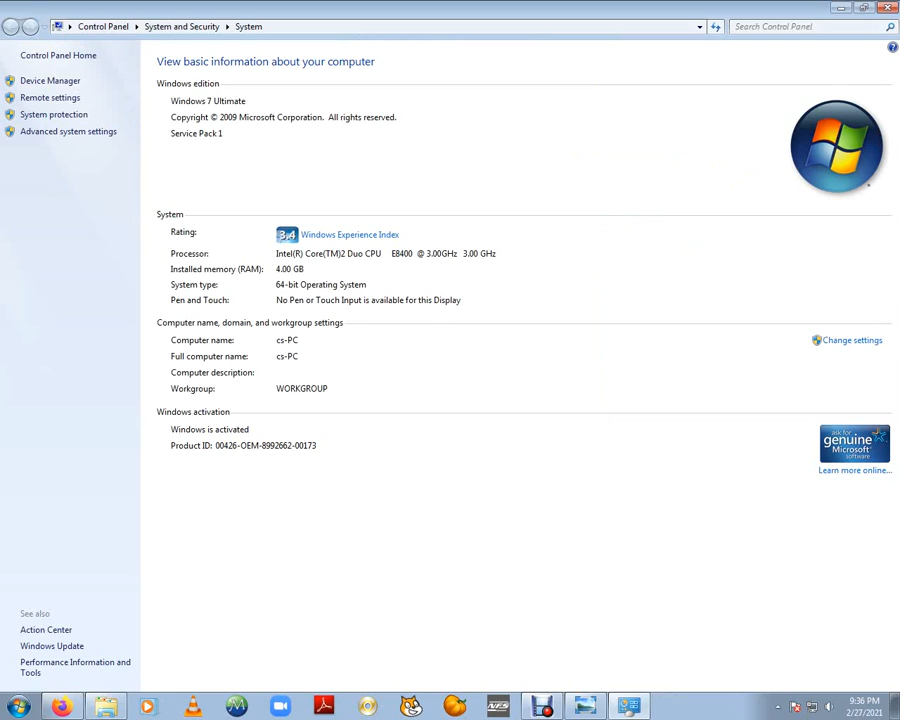 Control Panel ▸ System and Security ▸ System
Search Control Panel
Control Panel Home
Device Manager
Remote settings
System protection
Advanced system settings
View basic information about your computer
Windows edition
Windows 7 Ultimate
Copyright © 2009 Microsoft Corporation. All rights reserved.
Service Pack 1
System
Rating: 3.4 Windows Experience Index
Processor: Intel(R) Core(TM)2 Duo CPU E8400 @ 3.00GHz 3.00 GHz
Installed memory (RAM): 4.00 GB
System type: 64-bit Operating System
Pen and Touch: No Pen or Touch Input is available for this Display
Computer name, domain, and workgroup settings
Computer name: cs-PC
Change settings
Full computer name: cs-PC
Computer description:
Workgroup: WORKGROUP
Windows activation
Windows is activated
Product ID: 00426-OEM-8992662-00173
ask for
genuine
Microsoft
software
Learn more online...
See also
Action Center
Windows Update
Performance Information and
Tools
NFS
9:36 PM
2/27/2021